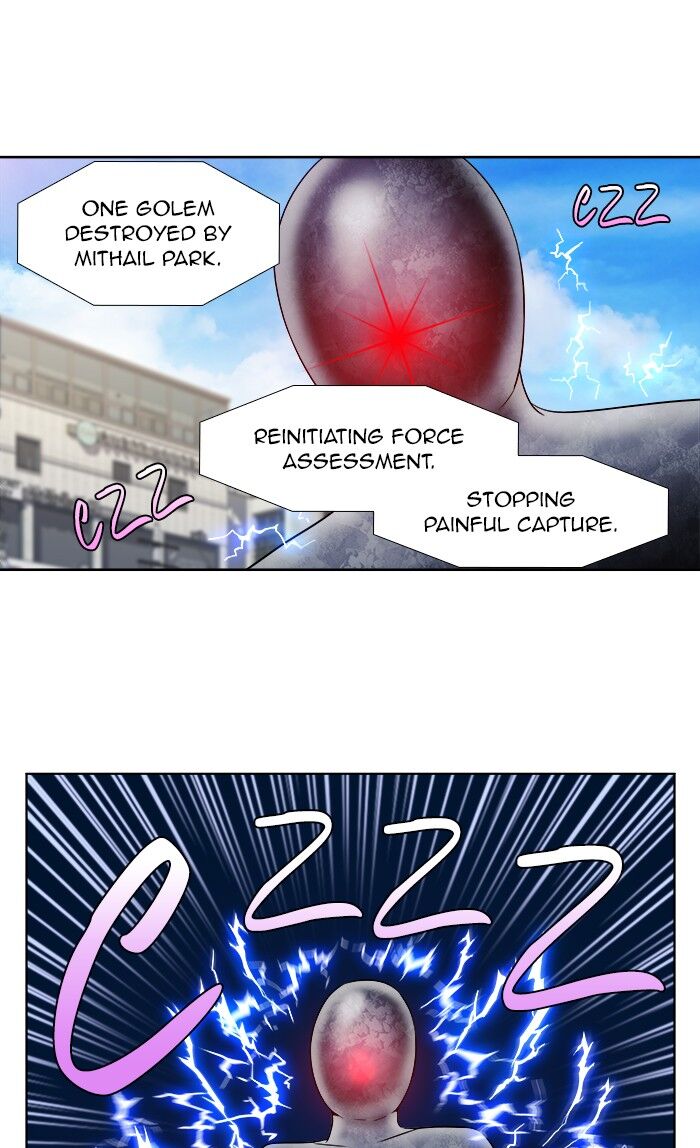 ONE GOLEM
DESTROYED BY
MITHAIL PARK.
CZZ
REINITIATING FORCE
ASSESSMENT.
STOPPING
PAINFUL CAPTURE.
CZZ
CZZZ